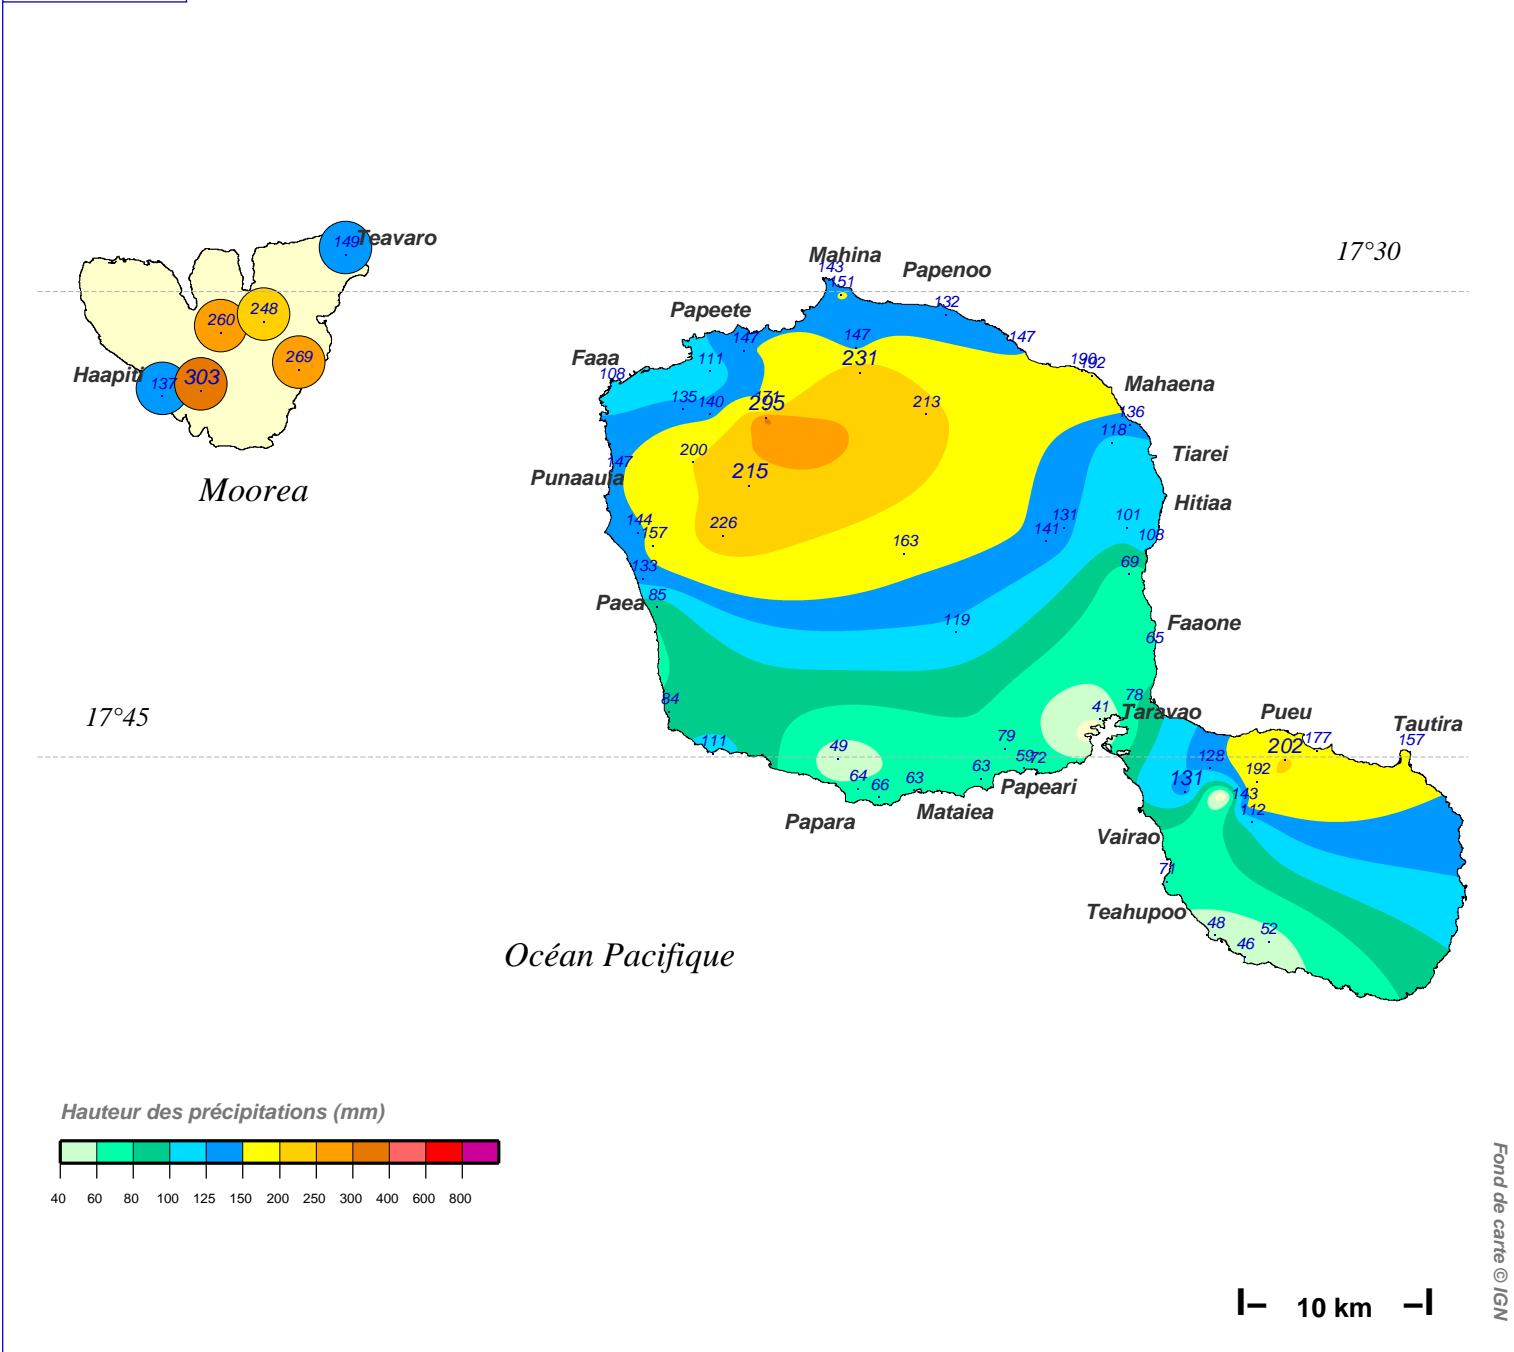 149
Teavaro
Mahina
17°30
143
Papenoo
151
132
260
248
Papeete
147
147
147
Faaa
111
231
190
192
269
Haapiti
137
303
108
Mahaena
135
140
171
295
213
136
118
200
Tiarei
147
215
Punaauia
Moorea
Hitiaa
144
157
226
163
141
131
101
108
133
69
Paea
85
119
Faaone
65
84
78
17°45
41
Taravao
Pueu
Tautira
111
49
79
59
72
128
202
177
157
64
66
63
63
Papeari
131
192
143
112
Papara
Mataiea
Vairao
71
Teahupoo
48
46
52
Océan Pacifique
Hauteur des précipitations (mm)
40 60 80 100 125 150 200 250 300 400 600 800
Fond de carte © IGN
10 km